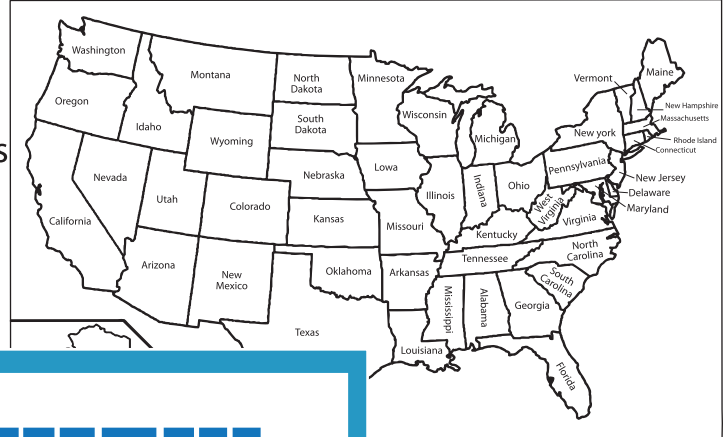 Washington
Montana
North
Dakota
Minnesota
Vermont
Maine
Oregon
Idaho
Wyoming
South
Dakota
Wisconsin
Michigan
New york
New Hampshire
Massachusetts
Rhode Island
Connecticut
s
Nevada
Utah
Colorado
Nebraska
Lowa
Illinois
Indiana
Ohio
Pennsylvania
New Jersey
Delaware
Maryland
California
Kansas
Missouri
West
Virginia
Virginia
Kentucky
Arizona
New
Mexico
Oklahoma
Arkansas
Tennessee
North
Carolina
South
Carolina
Texas
Louisiana
Mississippi
Alabama
Georgia
Florida